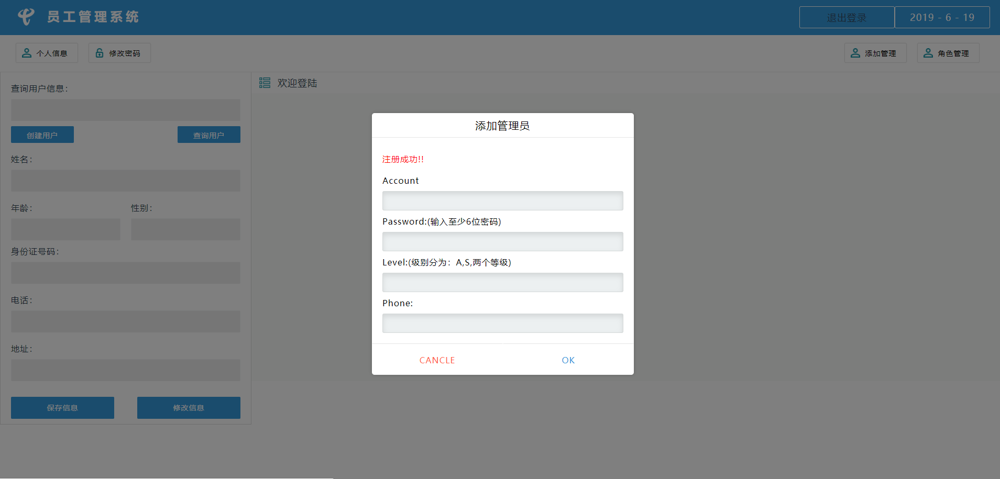 员工管理系统
退出登录
2019 - 6 - 19
个人信息
修改密码
添加管理
角色管理
查询用户信息：
创建用户
查询用户
姓名：
年龄：
性别：
身份证号码：
电话：
地址：
保存信息
修改信息
欢迎登陆
添加管理员
注册成功!!
Account
Password:(输入至少6位密码)
Level:(级别分为：A,S,两个等级)
Phone:
CANCLE
OK